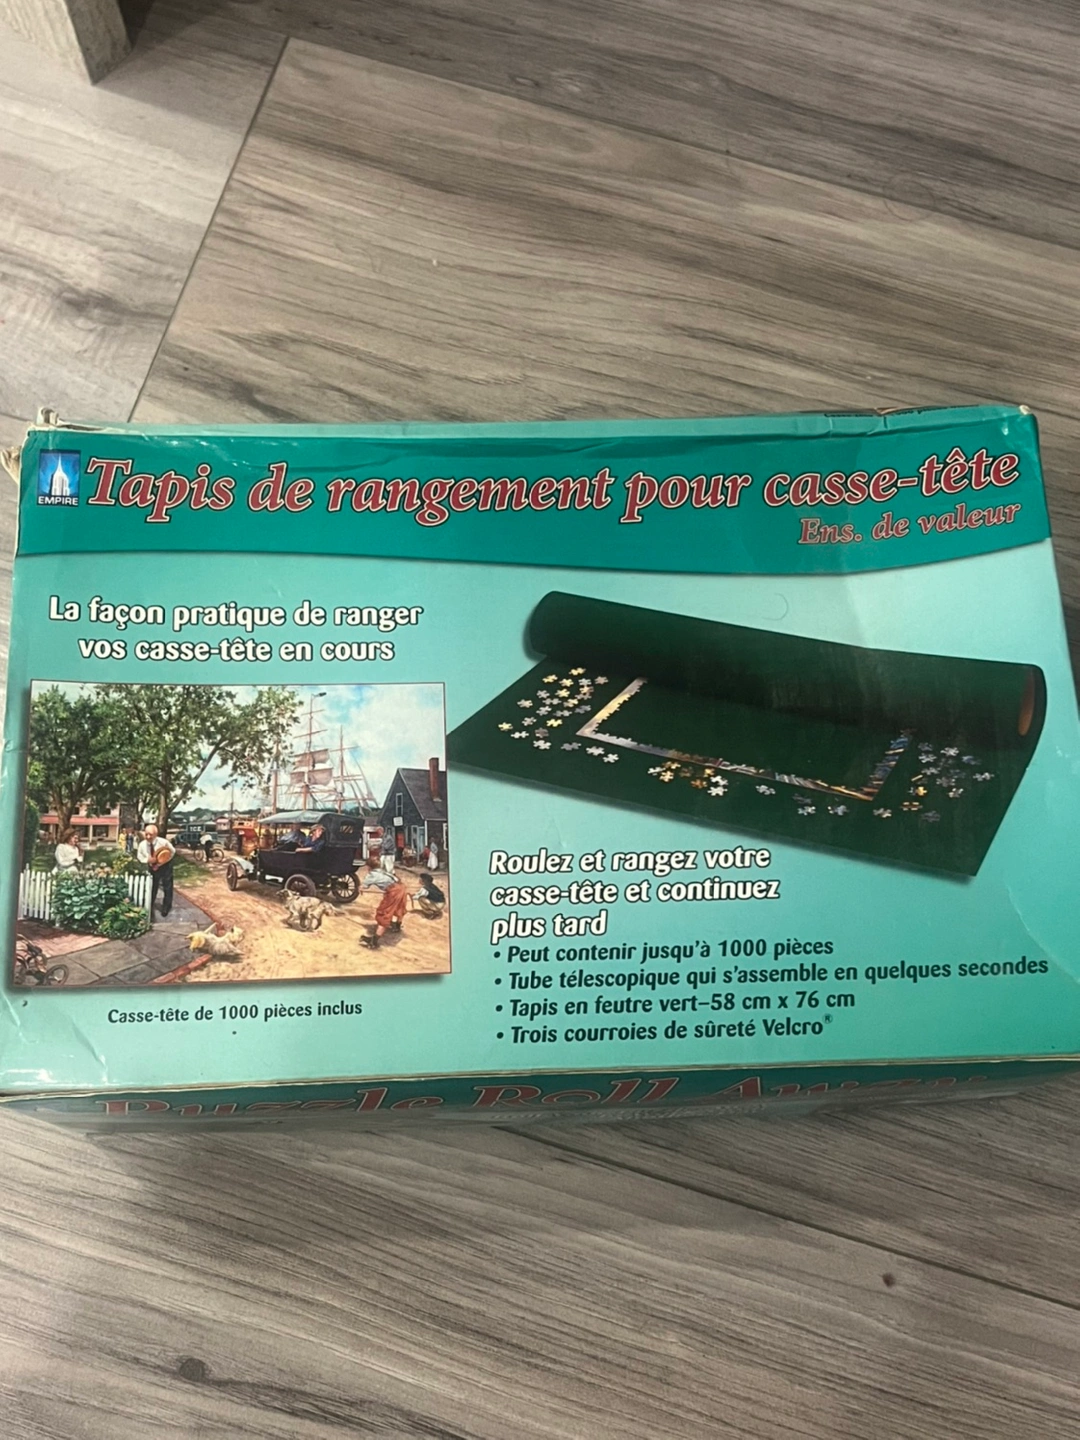 EMPIRE
Tapis de rangement pour casse-tête
Ens. de valeur
La façon pratique de ranger
vos casse-tête en cours
Casse-tête de 1000 pièces inclus
Roulez et rangez votre
casse-tête et continuez
plus tard
• Peut contenir jusqu'à 1000 pièces
• Tube télescopique qui s'assemble en quelques secondes
• Tapis en feutre vert–58 cm x 76 cm
• Trois courroies de sûreté Velcro®
Puzzle Roll Away